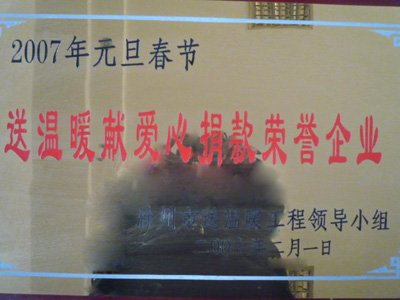 2007年元旦春节
送温暖献爱心捐款荣誉企业
州工程领导小组
二月一日